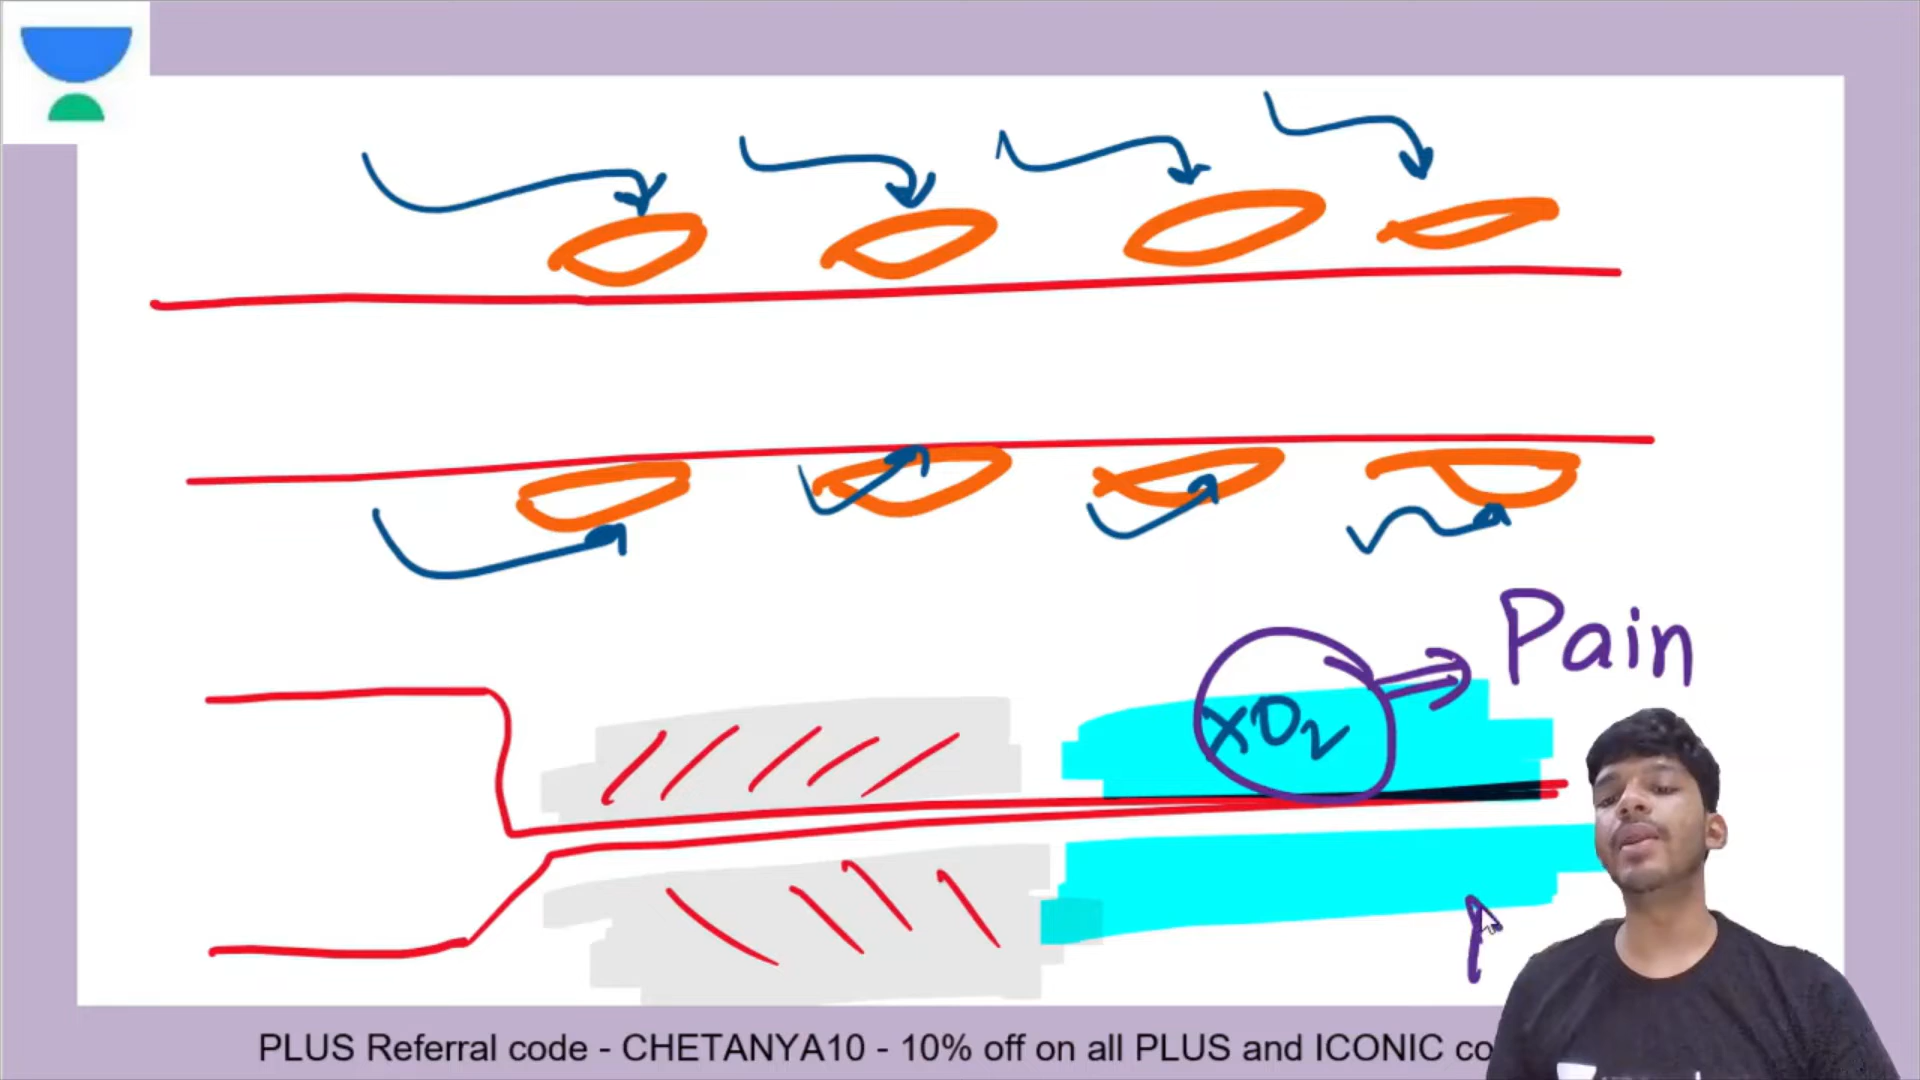 Pain
xO₂
PLUS Referral code - CHETANYA10 - 10% off on all PLUS and ICONIC co